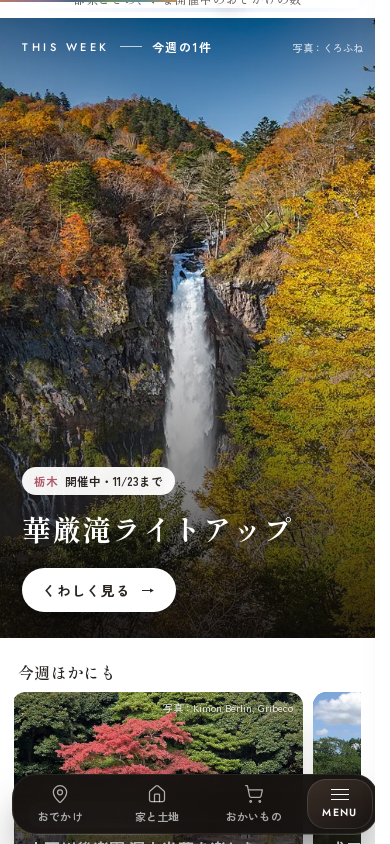 THIS WEEK — 今週の1件
写真：くろふね
栃木 開催中・11/23まで
華厳滝ライトアップ
くわしく見る →
今週ほかにも
写真：Kimon Berlin, Gribeco
おでかけ
家と土地
おかいもの
MENU